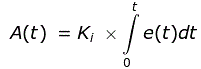 A(t) = K_i × ∫_0^t e(t)dt